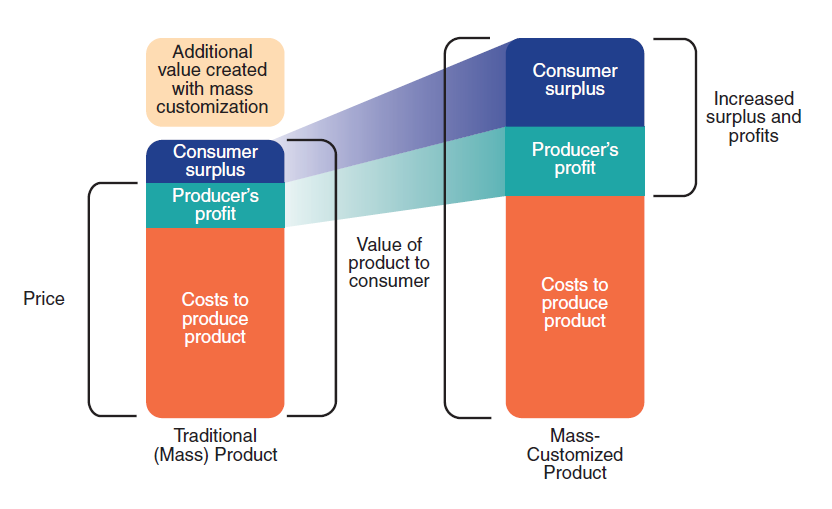 Additional
value created
with mass
customization
Consumer
surplus
Producer's
profit
Costs to
produce
product
Price
Traditional
(Mass) Product
Value of
product to
consumer
Consumer
surplus
Producer's
profit
Costs to
produce
product
Mass-
Customized
Product
Increased
surplus and
profits